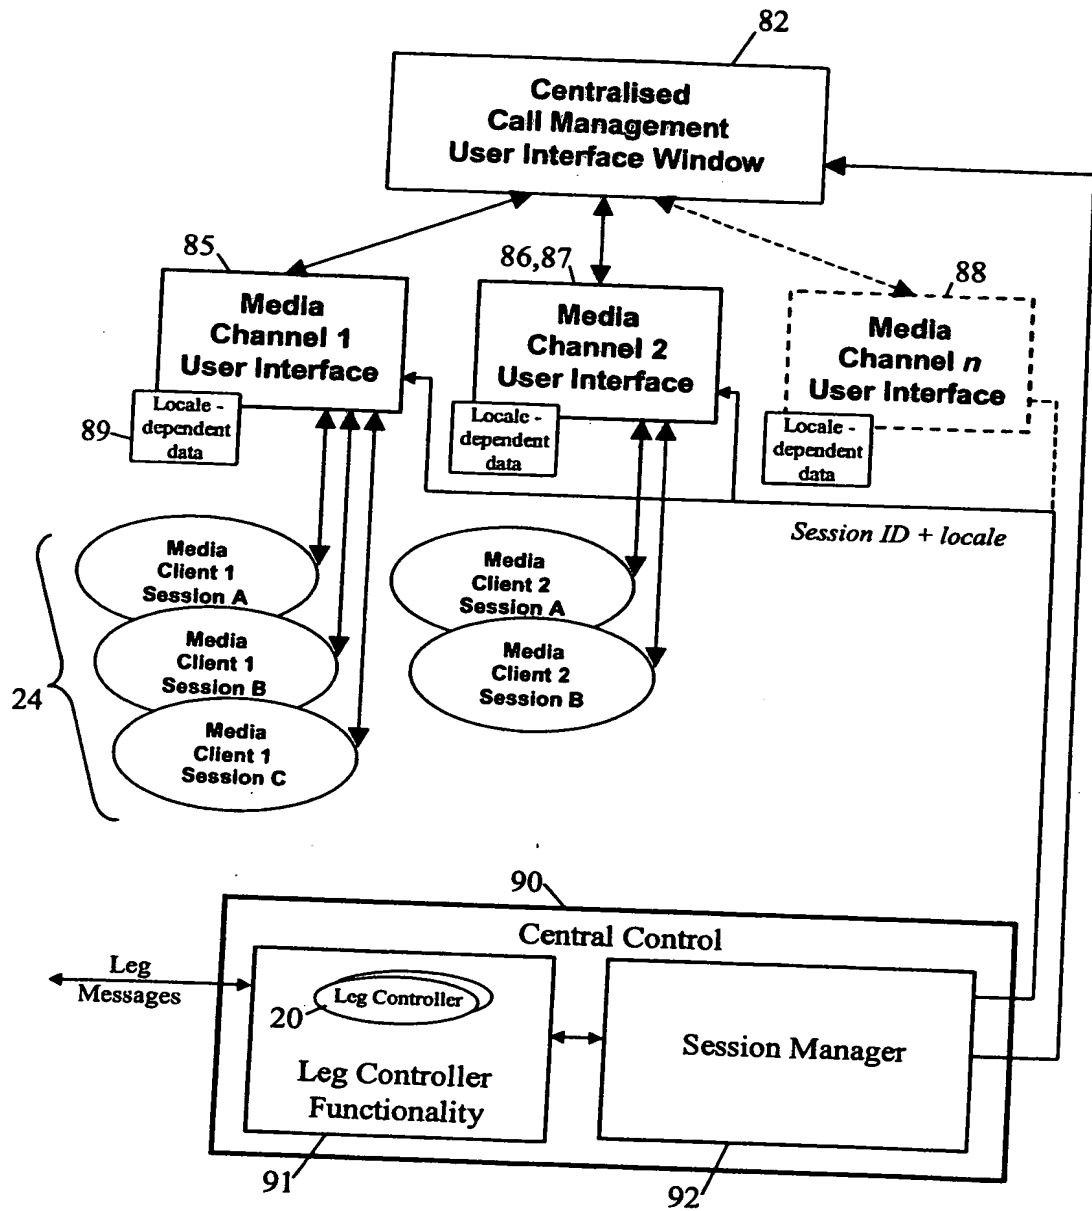 82
Centralised
Call Management
User Interface Window
85
Media
Channel 1
User Interface
86,87
Media
Channel 2
User Interface
88
Media
Channel n
User Interface
89
Locale -
dependent
data
Locale -
dependent
data
Locale -
dependent
data
Session ID + locale
24
Media
Client 1
Session A
Media
Client 1
Session B
Media
Client 1
Session C
Media
Client 2
Session A
Media
Client 2
Session B
90
Central Control
Leg
Messages
Leg Controller
20
Leg Controller
Functionality
Session Manager
91
92